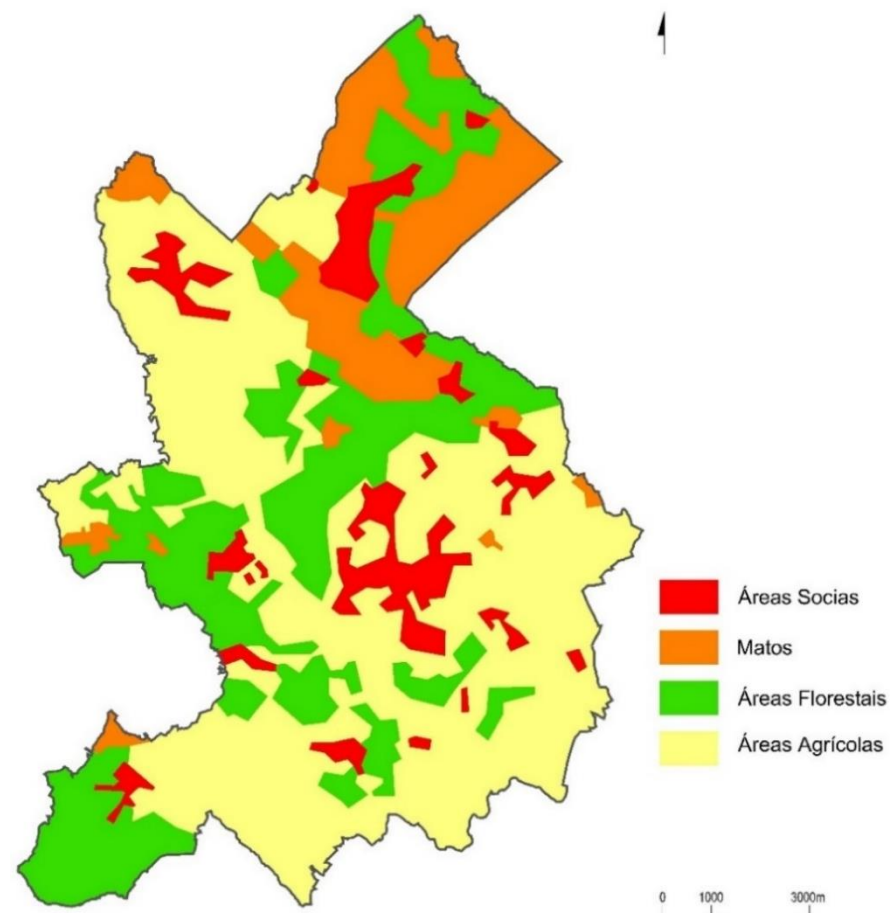 Áreas Socias
Matos
Áreas Florestais
Áreas Agrícolas
0 1000 3000m